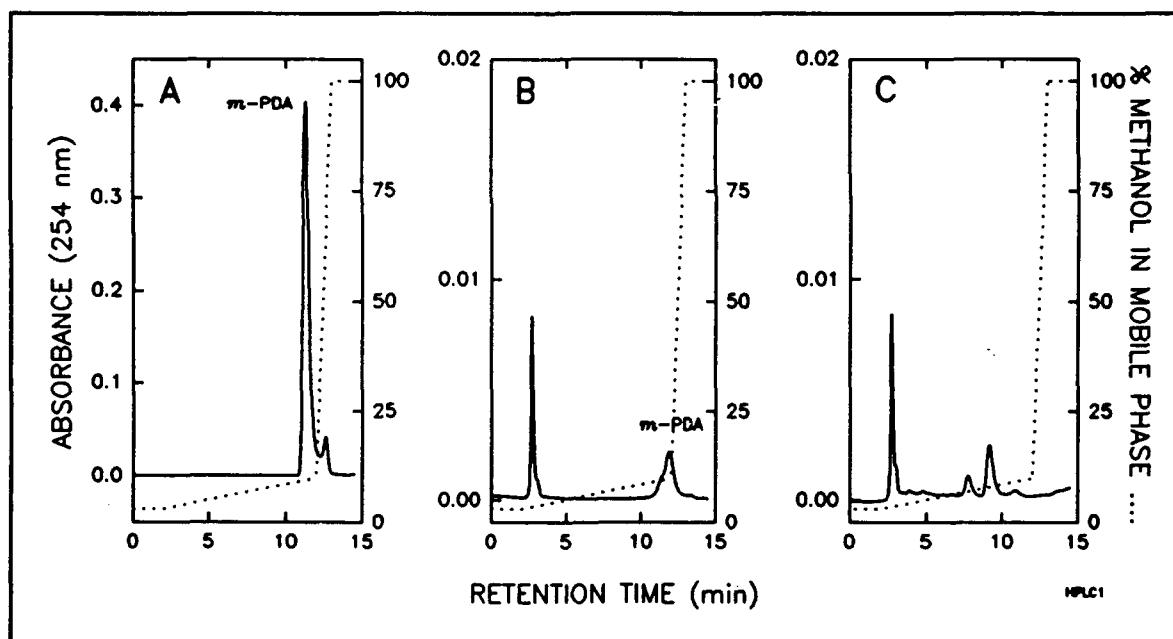 A
m-PDA
B
m-PDA
C
ABSORBANCE (254 nm)
0.4
0.3
0.2
0.1
0.0
0 5 10 15
100
75
50
25
0
0.02
0.01
0.00
0 5 10 15
100
75
50
25
0
0.02
0.01
0.00
0 5 10 15
100
75
50
25
0
% METHANOL IN MOBILE PHASE ....
RETENTION TIME (min)
HPLC1